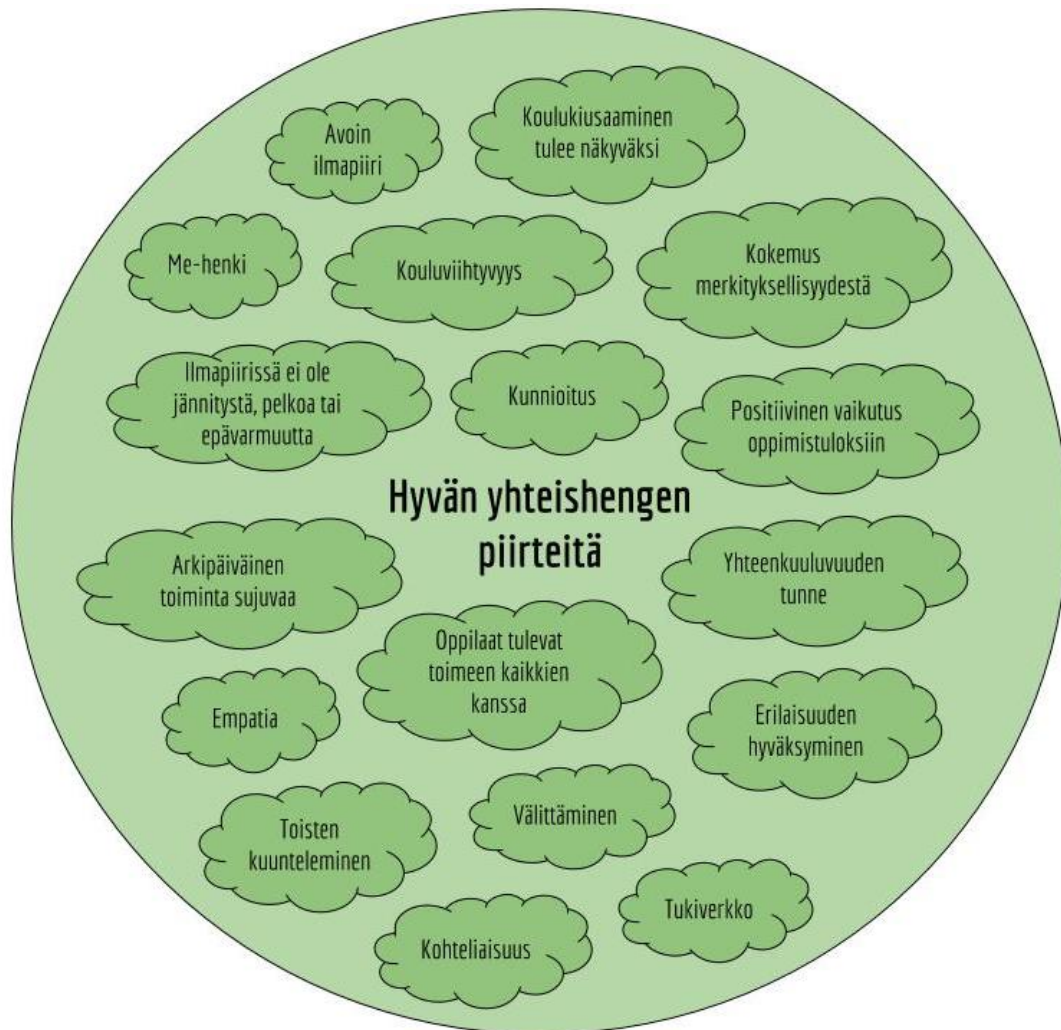 Avoin
ilmapiiri
Koulukiusaaminen
tulee näkyväksi
Me-henki
Kouluviihtyvyys
Kokemus
merkityksellisyydestä
Ilmapiirissä ei ole
jännitystä, pelkoa tai
epävarmuutta
Kunnioitus
Positiivinen vaikutus
oppimistuloksiin
Hyvän yhteishengen
piirteitä
Arkipäiväinen
toiminta sujuvaa
Yhteenkuuluvuuden
tunne
Oppilaat tulevat
toimeen kaikkien
kanssa
Empatia
Erilaisuuden
hyväksyminen
Toisten
kuunteleminen
Välittäminen
Tukiverkko
Kohteliaisuus